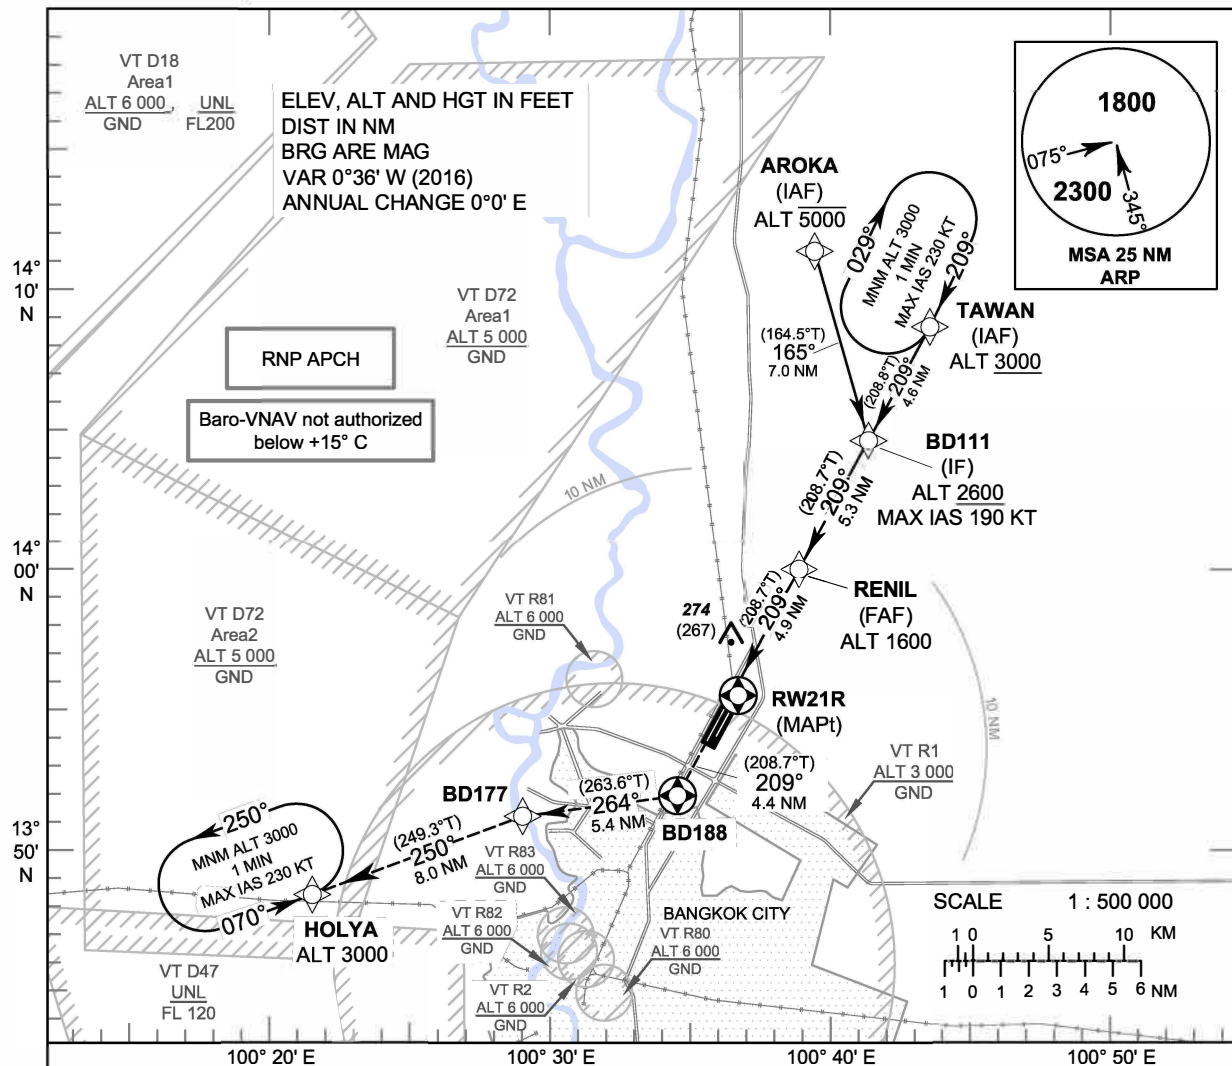 VT D18
Area1
ALT 6 000
GND
UNL
FL200
ELEV, ALT AND HGT IN FEET
DIST IN NM
BRG ARE MAG
VAR 0°36' W (2016)
ANNUAL CHANGE 0°0' E
1800
075°
2300
345°
MSA 25 NM
ARP
AROKA
(IAF)
ALT 5000
029°
MNM ALT 3000
1 MIN
MAX IAS 230 KT
209°
TAWAN
(IAF)
ALT 3000
14°
10'
N
VT D72
Area1
ALT 5 000
GND
(164.5°T)
165°
7.0 NM
(208.8°T)
209°
4.6 NM
RNP APCH
Baro-VNAV not authorized
below +15° C
BD111
(IF)
ALT 2600
MAX IAS 190 KT
10 NM
(208.7°T)
209°
5.3 NM
14°
00'
N
RENIL
(FAF)
ALT 1600
VT R81
ALT 6 000
GND
274
(267)
(208.7°T)
209°
4.9 NM
VT D72
Area2
ALT 5 000
GND
RW21R
(MAPt)
10 NM
VT R1
ALT 3 000
GND
(208.7°T)
209°
4.4 NM
BD177
(263.6°T)
264°
5.4 NM
BD188
250°
MNM ALT 3000
1 MIN
MAX IAS 230 KT
070°
(249.3°T)
250°
8.0 NM
13°
50'
N
VT R83
ALT 6 000
GND
HOLYA
ALT 3000
VT R82
ALT 6 000
GND
BANGKOK CITY
VT R80
ALT 6 000
GND
VT D47
UNL
FL 120
VT R2
ALT 6 000
GND
SCALE 1 : 500 000
1 0 5 10 KM
1 0 1 2 3 4 5 6 NM
100° 20' E 100° 30' E 100° 40' E 100° 50' E